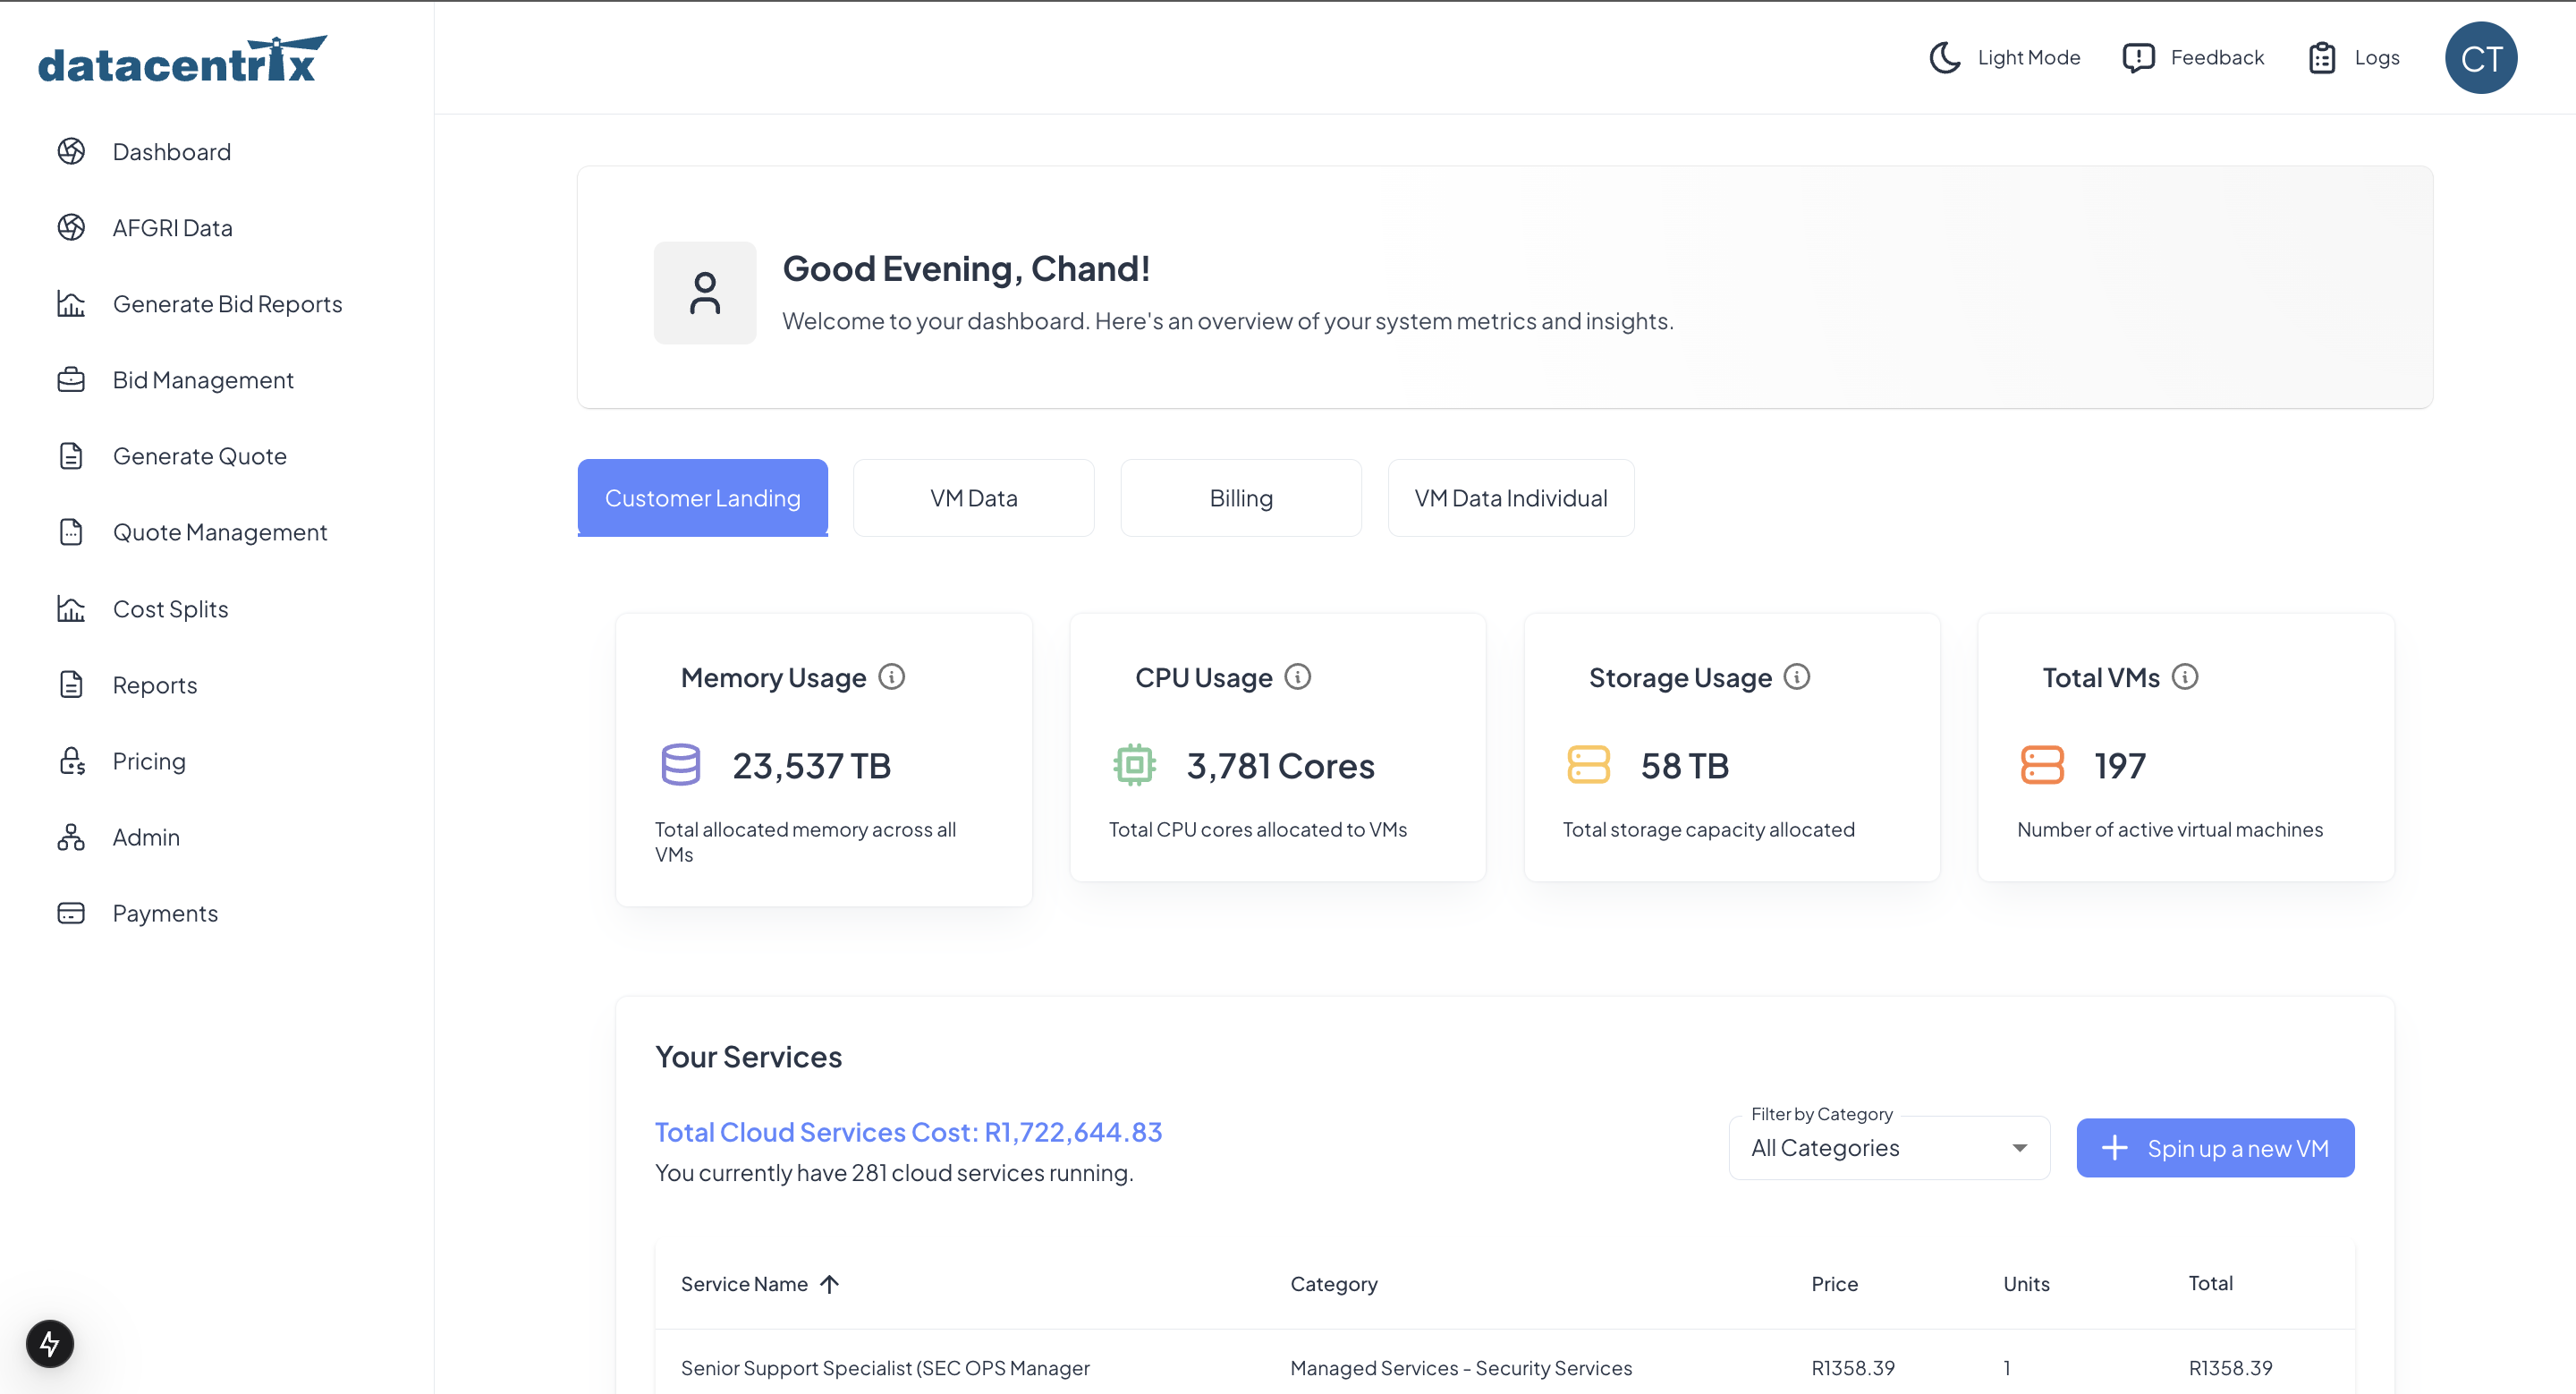 datacentrix
Light Mode
Feedback
Logs
CT
Dashboard
AFGRI Data
Generate Bid Reports
Bid Management
Generate Quote
Quote Management
Cost Splits
Reports
Pricing
Admin
Payments
Good Evening, Chand!
Welcome to your dashboard. Here's an overview of your system metrics and insights.
Customer Landing
VM Data
Billing
VM Data Individual
Memory Usage
23,537 TB
Total allocated memory across all
VMs
CPU Usage
3,781 Cores
Total CPU cores allocated to VMs
Storage Usage
58 TB
Total storage capacity allocated
Total VMs
197
Number of active virtual machines
Your Services
Total Cloud Services Cost: R1,722,644.83
You currently have 281 cloud services running.
Filter by Category
All Categories
Spin up a new VM
Service Name Category Price Units Total
Senior Support Specialist (SEC OPS Manager Managed Services - Security Services R1358.39 1 R1358.39